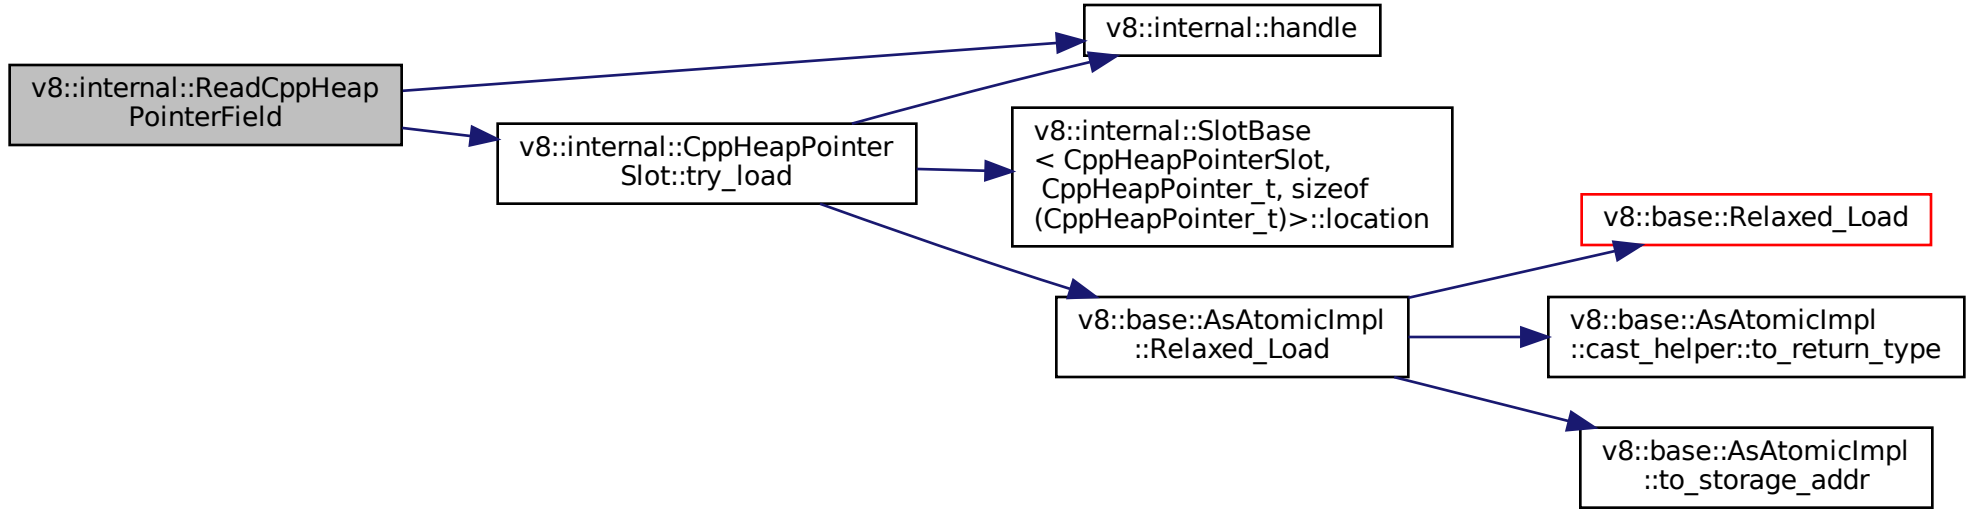 v8::internal::ReadCppHeap
PointerField
v8::internal::handle
v8::internal::CppHeapPointer
Slot::try_load
v8::internal::SlotBase
< CppHeapPointerSlot,
CppHeapPointer_t, sizeof
(CppHeapPointer_t)>::location
v8::base::AsAtomicImpl
::Relaxed_Load
v8::base::Relaxed_Load
v8::base::AsAtomicImpl
::cast_helper::to_return_type
v8::base::AsAtomicImpl
::to_storage_addr